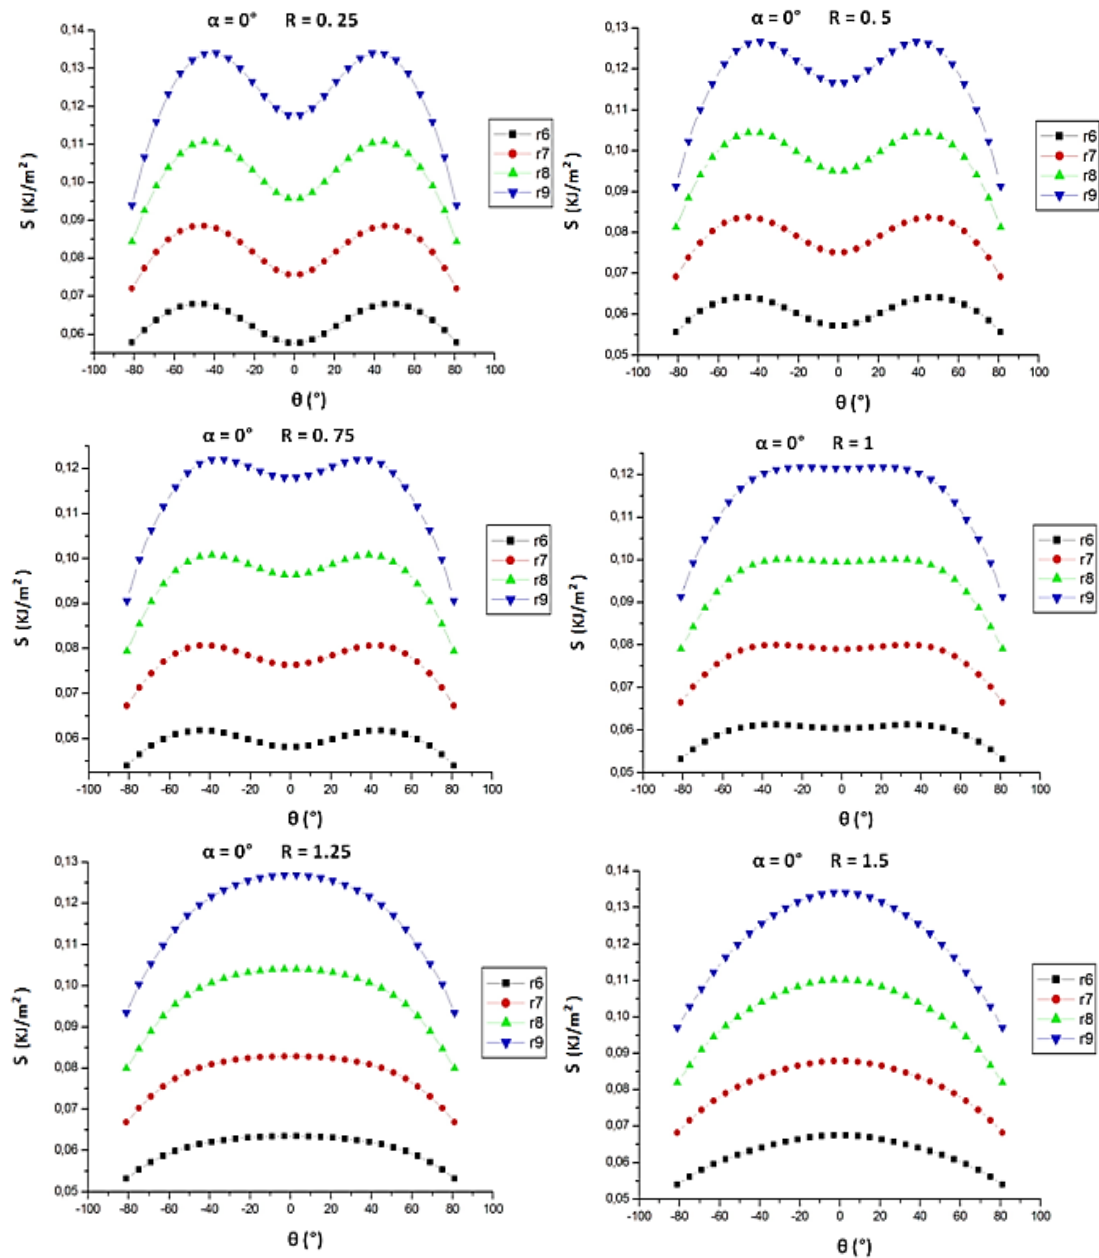 α = 0° R = 0. 25
0,14
0,13
0,12
0,11
0,10
0,09
0,08
0,07
0,06
S (KJ/m²)
-100 -80 -60 -40 -20 0 20 40 60 80 100
θ (°)
r6
r7
r8
r9
α = 0° R = 0. 5
0,13
0,12
0,11
0,10
0,09
0,08
0,07
0,06
0,05
S (KJ/m²)
-100 -80 -60 -40 -20 0 20 40 60 80 100
θ (°)
r6
r7
r8
r9
α = 0° R = 0. 75
0,12
0,11
0,10
0,09
0,08
0,07
0,06
S (KJ/m²)
-100 -80 -60 -40 -20 0 20 40 60 80 100
θ (°)
r6
r7
r8
r9
α = 0° R = 1
0,12
0,11
0,10
0,09
0,08
0,07
0,06
0,05
S (KJ/m²)
-100 -80 -60 -40 -20 0 20 40 60 80 100
θ (°)
r6
r7
r8
r9
α = 0° R = 1.25
0,13
0,12
0,11
0,10
0,09
0,08
0,07
0,06
0,05
S (KJ/m²)
-100 -80 -60 -40 -20 0 20 40 60 80 100
θ (°)
r6
r7
r8
r9
α = 0° R = 1.5
0,14
0,13
0,12
0,11
0,10
0,09
0,08
0,07
0,06
0,05
S (KJ/m²)
-100 -80 -60 -40 -20 0 20 40 60 80 100
θ (°)
r6
r7
r8
r9